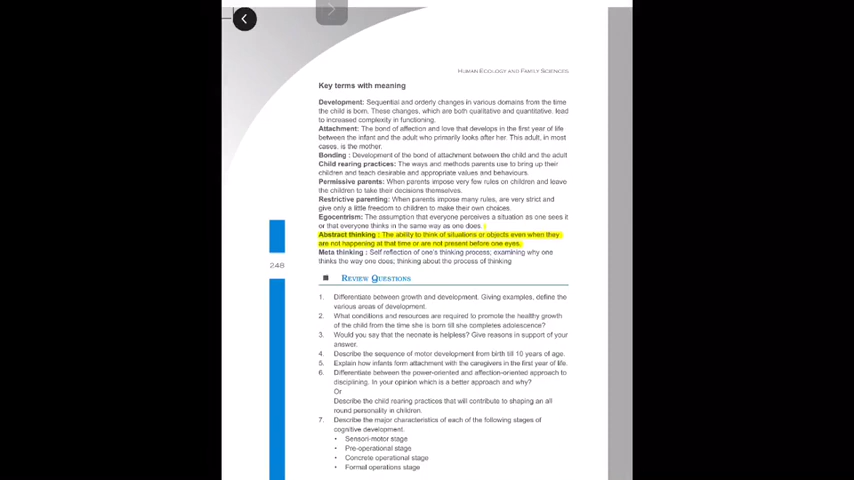 HUMAN ECOLOGY AND FAMILY SCIENCES
Key terms with meaning
Development: Sequential and orderly changes in various domains from the time
the child is born. These changes, which are both qualitative and quantitative, lead
to increased complexity in functioning.
Attachment: The bond of affection and love that develops in the first year of life
between the infant and the adult who primarily looks after her. This adult, in most
cases, is the mother.
Bonding : Development of the bond of attachment between the child and the adult
Child rearing practices: The ways and methods parents use to bring up their
children and teach desirable and appropriate values and behaviours.
Permissive parents: When parents impose very few rules on children and leave
the children to take their decisions themselves.
Restrictive parenting: When parents impose many rules, are very strict and
give only a little freedom to children to make their own choices.
Egocentrism: The assumption that everyone perceives a situation as one sees it
or that everyone thinks in the same way as one does.
Abstract thinking : The ability to think of situations or objects even when they
are not happening at that time or are not present before one eyes.
Meta thinking : Self reflection of one's thinking process; examining why one
thinks the way one does; thinking about the process of thinking
248
■ REVIEW QUESTIONS
1. Differentiate between growth and development. Giving examples, define the
various areas of development.
2. What conditions and resources are required to promote the healthy growth
of the child from the time she is born till she completes adolescence?
3. Would you say that the neonate is helpless? Give reasons in support of your
answer.
4. Describe the sequence of motor development from birth till 10 years of age.
5. Explain how infants form attachment with the caregivers in the first year of life.
6. Differentiate between the power-oriented and affection-oriented approach to
disciplining. In your opinion which is a better approach and why?
Or
Describe the child rearing practices that will contribute to shaping an all
round personality in children.
7. Describe the major characteristics of each of the following stages of
cognitive development.
• Sensori-motor stage
• Pre-operational stage
• Concrete operational stage
• Formal operations stage